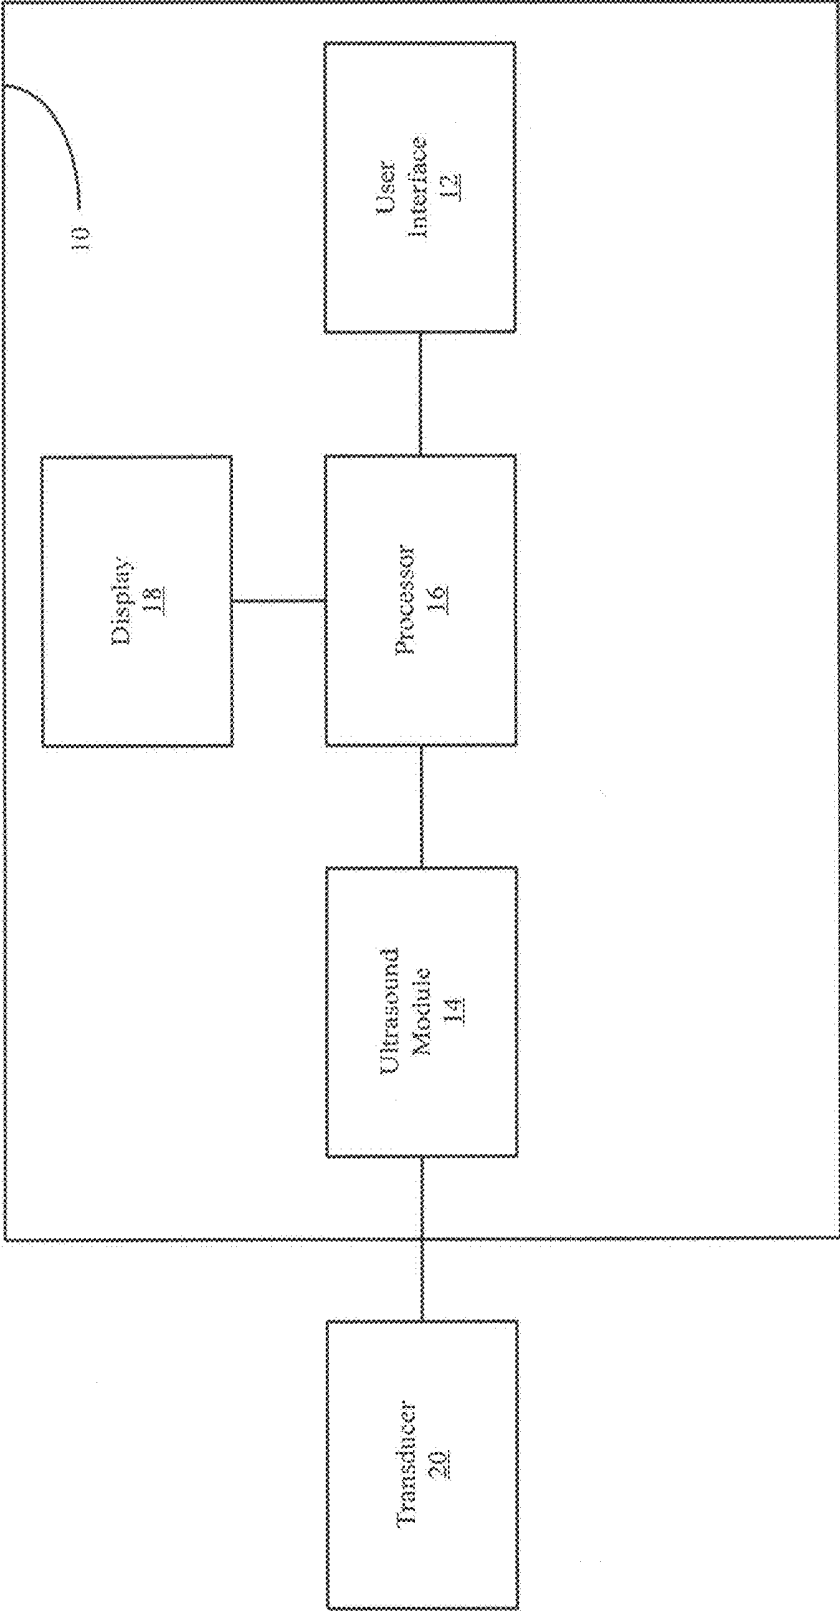 10
Display
18
Transducer
20
Ultrasound
Module
14
Processor
16
User
Interface
12